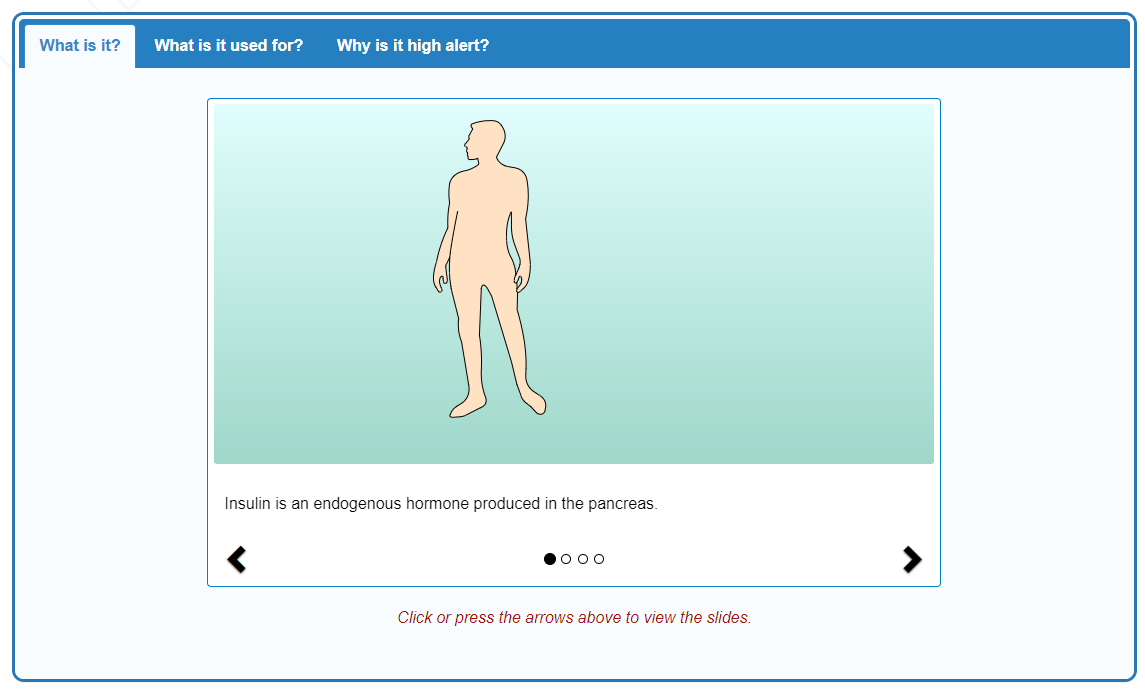 What is it? What is it used for? Why is it high alert?
Insulin is an endogenous hormone produced in the pancreas.
Click or press the arrows above to view the slides.